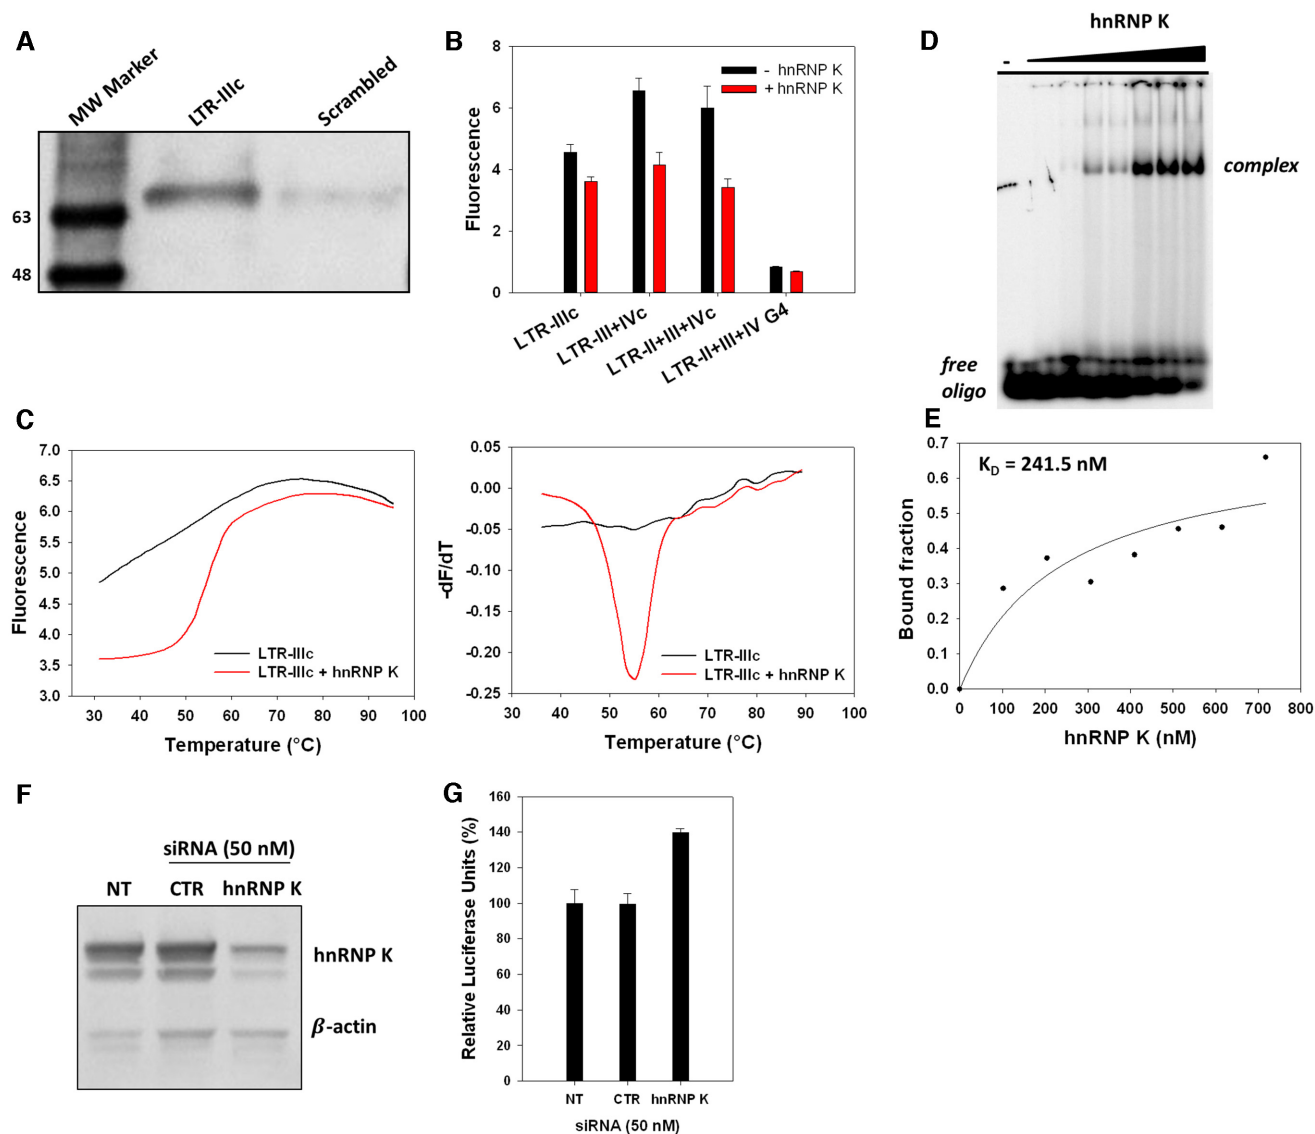 A
MW Marker
LTR-IIIc
Scrambled
63
48
B
8
6
4
2
0
Fluorescence
- hnRNP K
+ hnRNP K
LTR-IIIc
LTR-III+IVc
LTR-II+III+IVc
LTR-II+III+IV G4
D
hnRNP K
-
complex
free
oligo
C
7.0
6.5
6.0
5.5
5.0
4.5
4.0
3.5
3.0
Fluorescence
LTR-IIIc
LTR-IIIc + hnRNP K
30 40 50 60 70 80 90 100
Temperature (°C)
0.05
0.00
-0.05
-0.10
-0.15
-0.20
-0.25
-dF/dT
LTR-IIIc
LTR-IIIc + hnRNP K
30 40 50 60 70 80 90 100
Temperature (°C)
E
0.7
0.6
0.5
0.4
0.3
0.2
0.1
0.0
Bound fraction
KD = 241.5 nM
0 100 200 300 400 500 600 700 800
hnRNP K (nM)
F
siRNA (50 nM)
NT CTR hnRNP K
hnRNP K
β-actin
G
160
140
120
100
80
60
40
20
0
Relative Luciferase Units (%)
NT CTR hnRNP K
siRNA (50 nM)